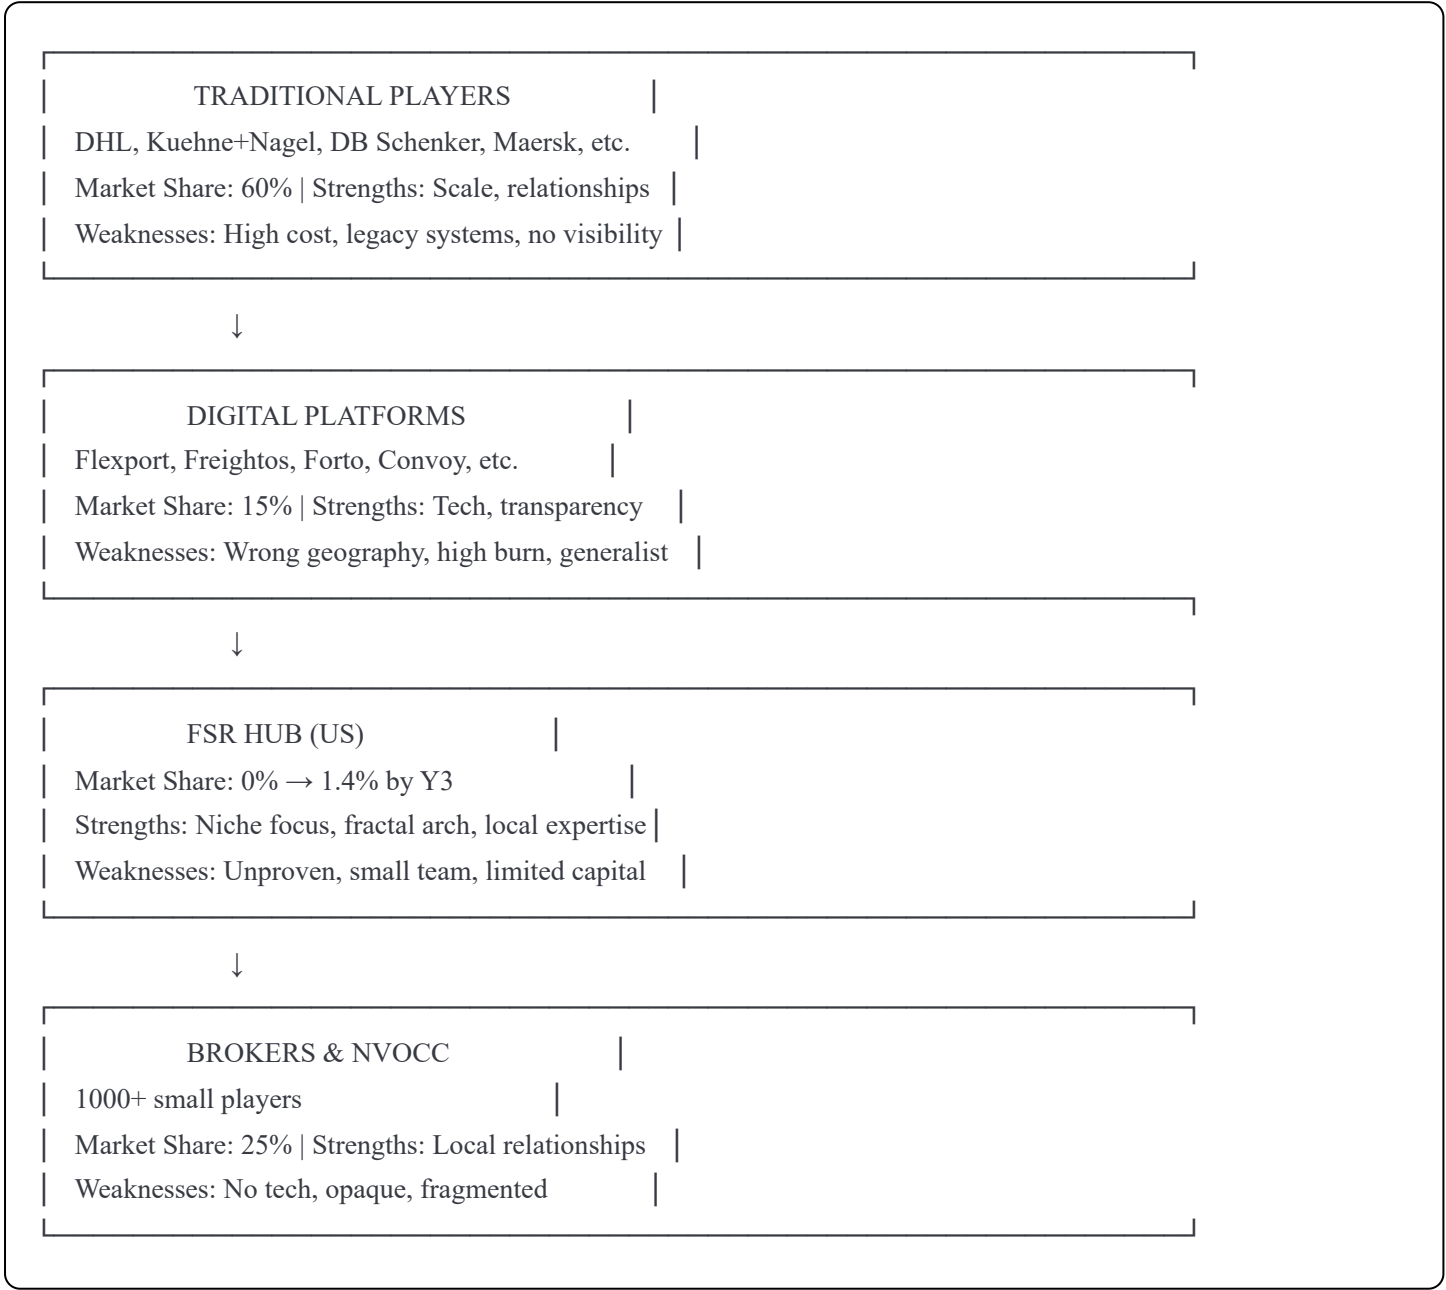 TRADITIONAL PLAYERS
DHL, Kuehne+Nagel, DB Schenker, Maersk, etc.
Market Share: 60% | Strengths: Scale, relationships
Weaknesses: High cost, legacy systems, no visibility
↓
DIGITAL PLATFORMS
Flexport, Freightos, Forto, Convoy, etc.
Market Share: 15% | Strengths: Tech, transparency
Weaknesses: Wrong geography, high burn, generalist
↓
FSR HUB (US)
Market Share: 0% → 1.4% by Y3
Strengths: Niche focus, fractal arch, local expertise
Weaknesses: Unproven, small team, limited capital
↓
BROKERS & NVOCC
1000+ small players
Market Share: 25% | Strengths: Local relationships
Weaknesses: No tech, opaque, fragmented